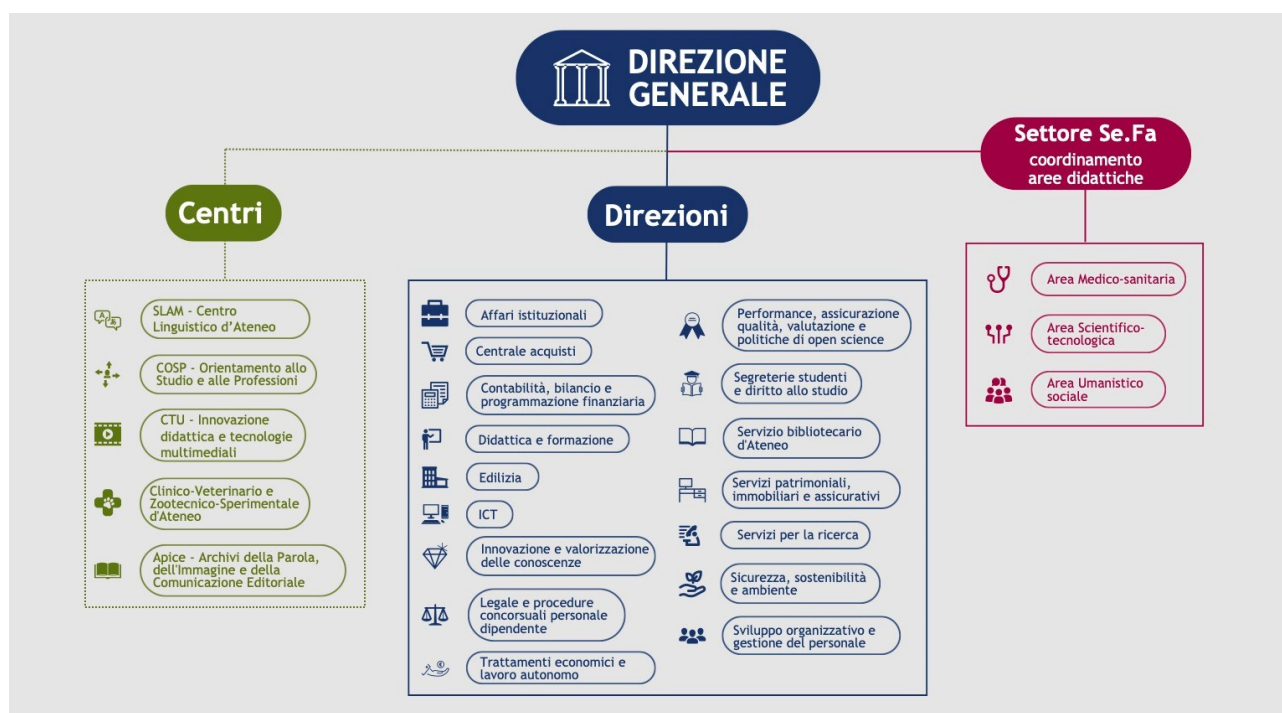 DIREZIONE
GENERALE
Settore Se.Fa
coordinamento
aree didattiche
Centri
Direzioni
SLAM - Centro
Linguistico d'Ateneo
COSP - Orientamento allo
Studio e alle Professioni
CTU - Innovazione
didattica e tecnologie
multimediali
Clinico-Veterinario e
Zootecnico-Sperimentale
d'Ateneo
Apice - Archivi della Parola,
dell'Immagine e della
Comunicazione Editoriale
Affari istituzionali
Centrale acquisti
Contabilità, bilancio e
programmazione finanziaria
Didattica e formazione
Edilizia
ICT
Innovazione e valorizzazione
delle conoscenze
Legale e procedure
concorsuali personale
dipendente
Trattamenti economici e
lavoro autonomo
Performance, assicurazione
qualità, valutazione e
politiche di open science
Segreterie studenti
e diritto allo studio
Servizio bibliotecario
d'Ateneo
Servizi patrimoniali,
immobiliari e assicurativi
Servizi per la ricerca
Sicurezza, sostenibilità
e ambiente
Sviluppo organizzativo e
gestione del personale
Area Medico-sanitaria
Area Scientifico-
tecnologica
Area Umanistico
sociale